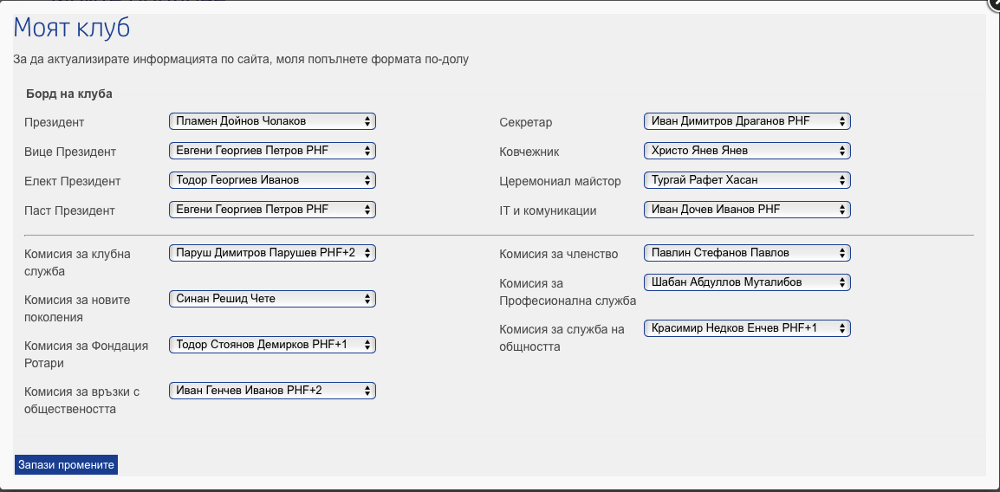 Моят клуб
За да актуализирате информацията по сайта, моля попълнете формата по-долу
Борд на клуба
Президент Пламен Дойнов Чолаков Секретар Иван Димитров Драганов PHF
Вице Президент Евгени Георгиев Петров PHF Ковчежник Христо Янев Янев
Елект Президент Тодор Георгиев Иванов Церемониал майстор Тургай Рафет Хасан
Паст Президент Евгени Георгиев Петров PHF IT и комуникации Иван Дочев Иванов PHF
Комисия за клубна Паруш Димитров Парушев PHF+2 Комисия за членство Павлин Стефанов Павлов
служба
Комисия за Шабан Абдуллов Муталибов
Професионална служба
Комисия за новите Синан Решид Чете
поколения
Комисия за служба на Красимир Недков Енчев PHF+1
общността
Комисия за Фондация Тодор Стоянов Демирков PHF+1
Ротари
Комисия за връзки с Иван Генчев Иванов PHF+2
обществеността
Запази промените